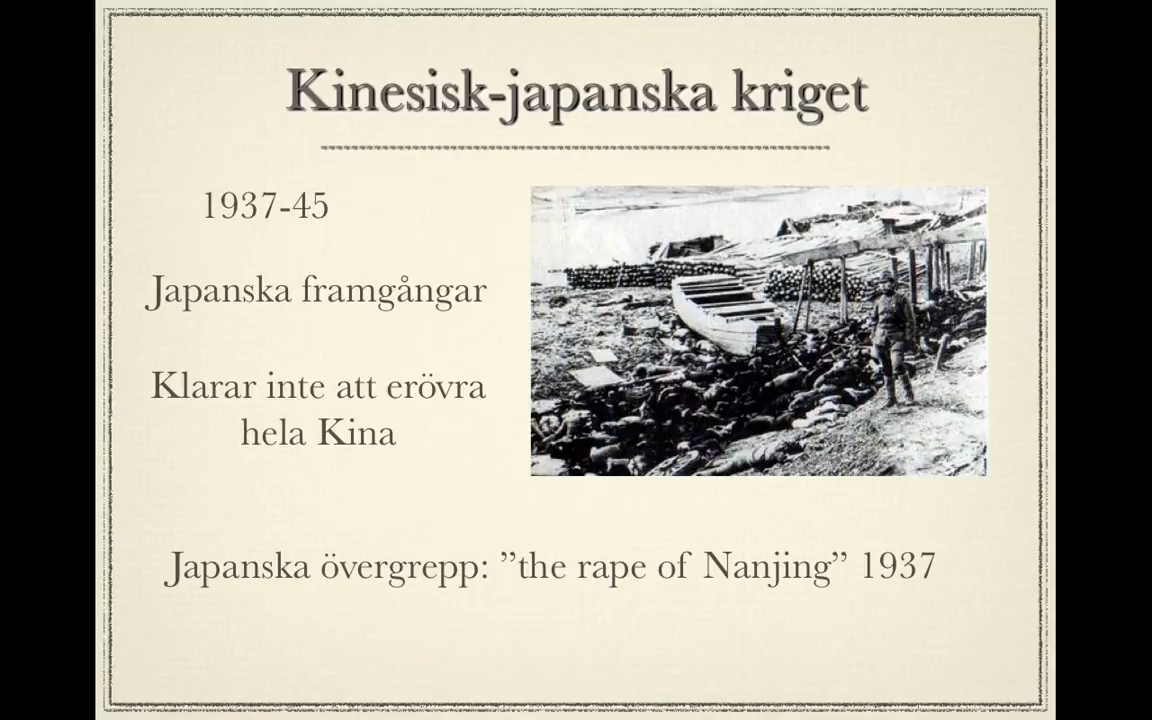 Kinesisk-japanska kriget
1937-45
Japanska framgångar
Klarar inte att erövra
hela Kina
Japanska övergrepp: ”the rape of Nanjing” 1937